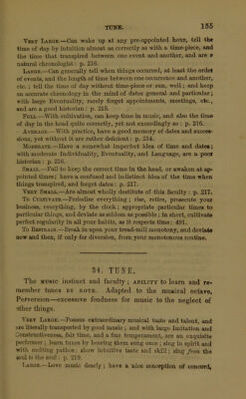 TUNE. 155
VERY LARGE.—Can wake up at any pre-appointed hour, tell the
time of day by intuition almost as correctly as with a time-piece, and
the time that transpired between one event and another, and are a
natural chronologist: p. 216.
LARGE.—Can generally tell when things occurred, at least the order
of events, and the length of time between one occurrence and another,
etc.; tell the time of day without time-piece or sun, well; and keep
an accurate chronology in the mind of dates general and particular;
with large Eventuality, rarely forget appointments, meetings, etc.,
and are a good historian: p. 215.
FULL.—With cultivation, can keep time in music, and also the time
of day in the head quite correctly, yet not exceedingly so: p. 216.
AVERAGE.—With practice, have a good memory of dates and succes-
sions, yet without it are rather deficient: p. 214.
MODERATE.—Have a somewhat imperfect idea of time and dates;
with moderate Individuality, Eventuality, and Language, are a poor
historian: p. 216.
SMALL.—Fail to keep the correct time in the head, or awaken at ap-
pointed times; have a confused and indistinct idea of the time when
things transpired, and forget dates: p. 217.
VERY SMALL.—Are almost wholly destitute of this faculty: p. 217.
To CULTIVATE.—Periodize everything; rise, retire, prosecute your
business, everything, by the clock; appropriate particular times to
particular things, and deviate as seldom as possible; in short, cultivate
perfect regularity in all your habits, as it respects time: 491.
To RESTRAIN.—Break in upon your tread-mill monotony, and deviate
now and then, if only for diversion, from your monotonous routine.
34. TUNE.
The music instinct and faculty; ABILITY to learn and re-
member tunes BY ROTE. Adapted to the musical octave.
Perversion—excessive fondness for music to the neglect of
other things.
VERY LARGE.—Possess extraordinary musical taste and talent, and
are literally transported by good music; and with large Imitation and
Constructiveness, fair time, and a fine temperament, are an exquisite
performer; learn tunes by hearing them sung once; sing in spirit and
with melting pathos; show intuitive taste and skill; sing from the
soul to the soul: p. 219.
LARGE.—Love music dearly; have a nice conception of concord,